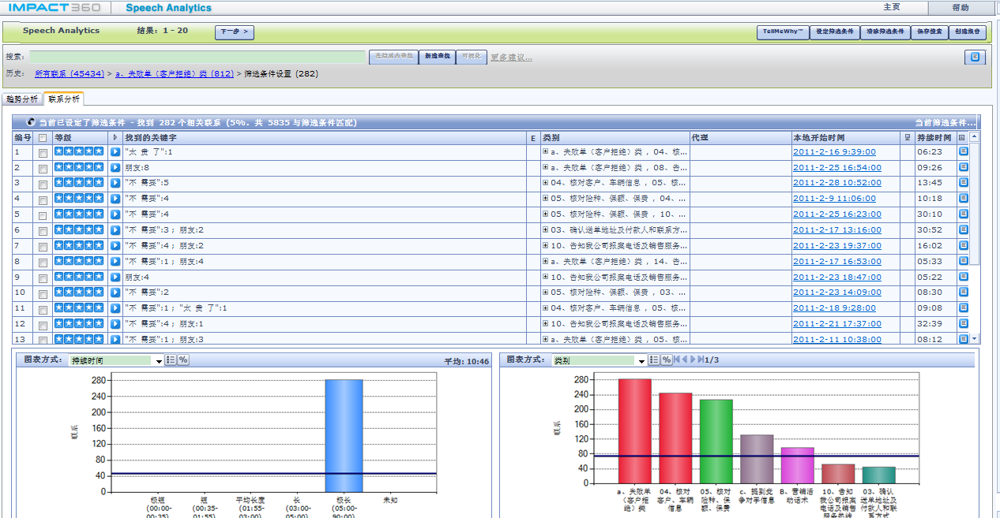 IMPACT360 Speech Analytics 主页 帮助
Speech Analytics 结果: 1 - 20 下一步 > TellMeWhy™ 设定筛选条件 清除筛选条件 保存搜索 创建报告
搜索: 在结果内查找 新建查找 可视化 更多建议...
历史: 所有联系 (45434) > a、失败单（客户拒绝）类 (812) > 筛选条件设置 (282)
趋势分析 联系分析
当前已设定了筛选条件 - 找到 282 个相关联系 (5%. 共 5835 与筛选条件匹配) 当前筛选条件...
编号 等级 找到的关键字 E 类别 代理 本地开始时间 持续时间
1 "太 贵 了":1 a、失败单（客户拒绝）类 , 04、核... 2011-2-16 9:39:00 06:23
2 朋友:8 a、失败单（客户拒绝）类 , 08、告... 2011-2-25 16:54:00 09:26
3 "不 需要":5 04、核对客户、车辆信息 , 05、核... 2011-2-28 10:52:00 13:45
4 "不 需要":4 05、核对险种、保额、保费 , 04、... 2011-2-9 11:06:00 10:18
5 "不 需要":4 05、核对险种、保额、保费 , 10、... 2011-2-25 16:23:00 30:10
6 "不 需要":3 ; 朋友:2 03、确认送单地址及付款人和联系方... 2011-2-17 13:16:00 30:52
7 "不 需要":4 ; 朋友:2 10、告知我公司报案电话及销售服务... 2011-2-23 19:37:00 16:02
8 "不 需要":1 ; 朋友:4 a、失败单（客户拒绝）类 , 14、告... 2011-2-17 16:53:00 05:33
9 朋友:4 10、告知我公司报案电话及销售服务... 2011-2-23 18:47:00 05:22
10 "不 需要":2 05、核对险种、保额、保费 , 03、... 2011-2-23 14:09:00 08:30
11 "不 需要":1 ; "太 贵 了":1 04、核对客户、车辆信息 , 05、核... 2011-2-18 9:28:00 09:08
12 "不 需要":4 ; 朋友:1 10、告知我公司报案电话及销售服务... 2011-2-21 17:37:00 32:39
13 "不 需要":1 ; 朋友:3 a、失败单（客户拒绝）类 , 05、核... 2011-2-11 10:38:00 08:12
图表方式: 持续时间 % 平均: 10:46
280
240
200
160
120
80
40
0
联系
极短 短 平均长度 长 极长 未知
(00:00- (00:35- (01:55- (03:00- (05:00-
00:35) 01:55) 03:00) 05:00) 90:00)
图表方式: 类别 % 1/3
280
240
200
160
120
80
40
0
联系
a、失败单 04、核对 05、核对 c、提到竞 B、营销活 10、告知 03、确认
（客户拒 客户、车辆 险种、保 争对手信息 动话术 我公司报案 送单地址及
绝）类 信息 额、保费 电话及销售 付款人和联
服务热线 系方式